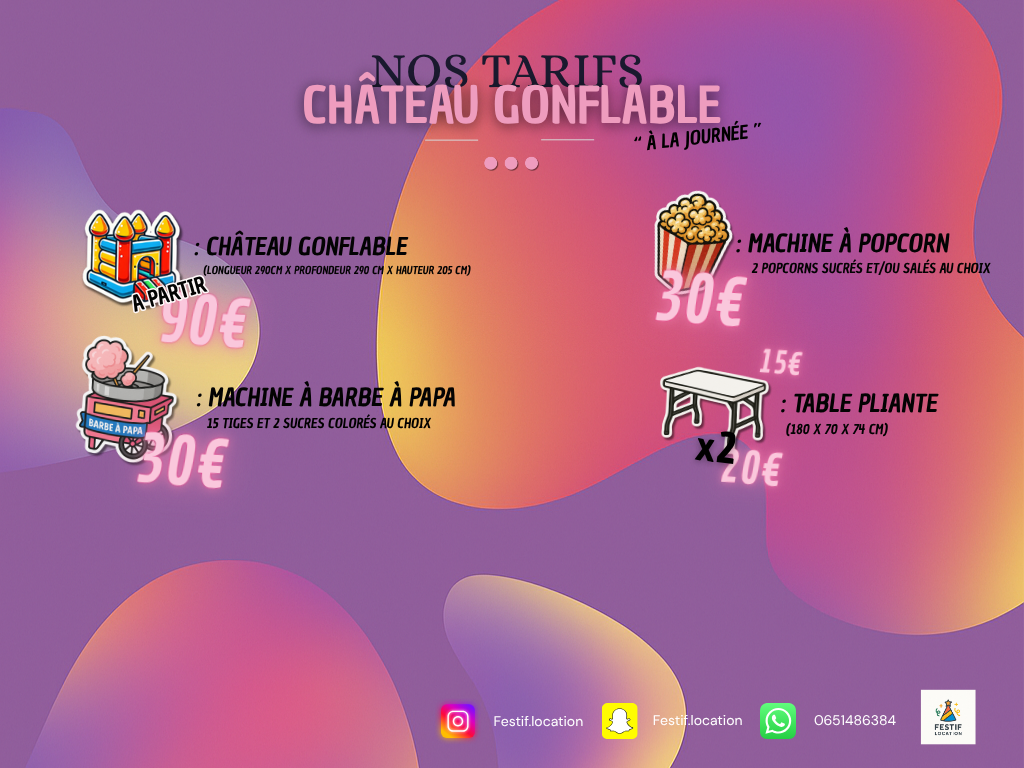 NOS TARIFS
CHÂTEAU GONFLABLE
“ À LA JOURNÉE ”
: CHÂTEAU GONFLABLE
(LONGUEUR 290CM X PROFONDEUR 290 CM X HAUTEUR 205 CM)
A PARTIR
90€
: MACHINE À POPCORN
2 POPCORNS SUCRÉS ET/OU SALÉS AU CHOIX
30€
: MACHINE À BARBE À PAPA
15 TIGES ET 2 SUCRES COLORÉS AU CHOIX
BARBE À PAPA
30€
15€
: TABLE PLIANTE
(180 X 70 X 74 CM)
x2
20€
Festif.location
Festif.location
0651486384
FESTIF
LOCATION